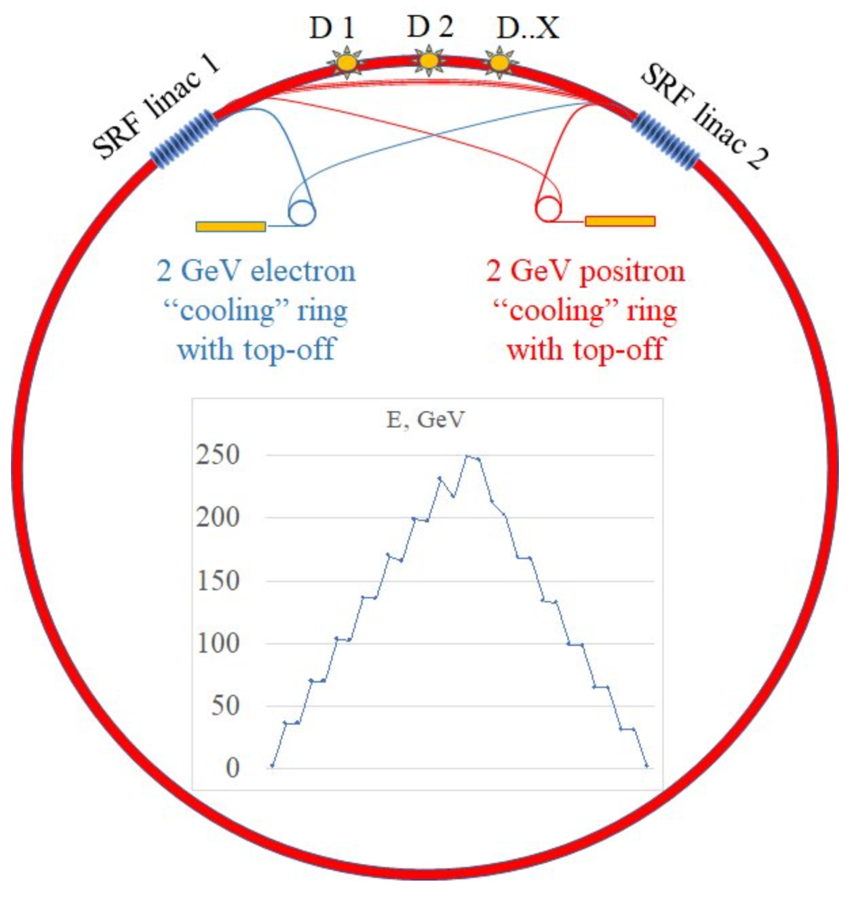 D 1
D 2
D..X
SRF linac 1
SRF linac 2
2 GeV electron
“cooling” ring
with top-off
2 GeV positron
“cooling” ring
with top-off
E, GeV
250
200
150
100
50
0